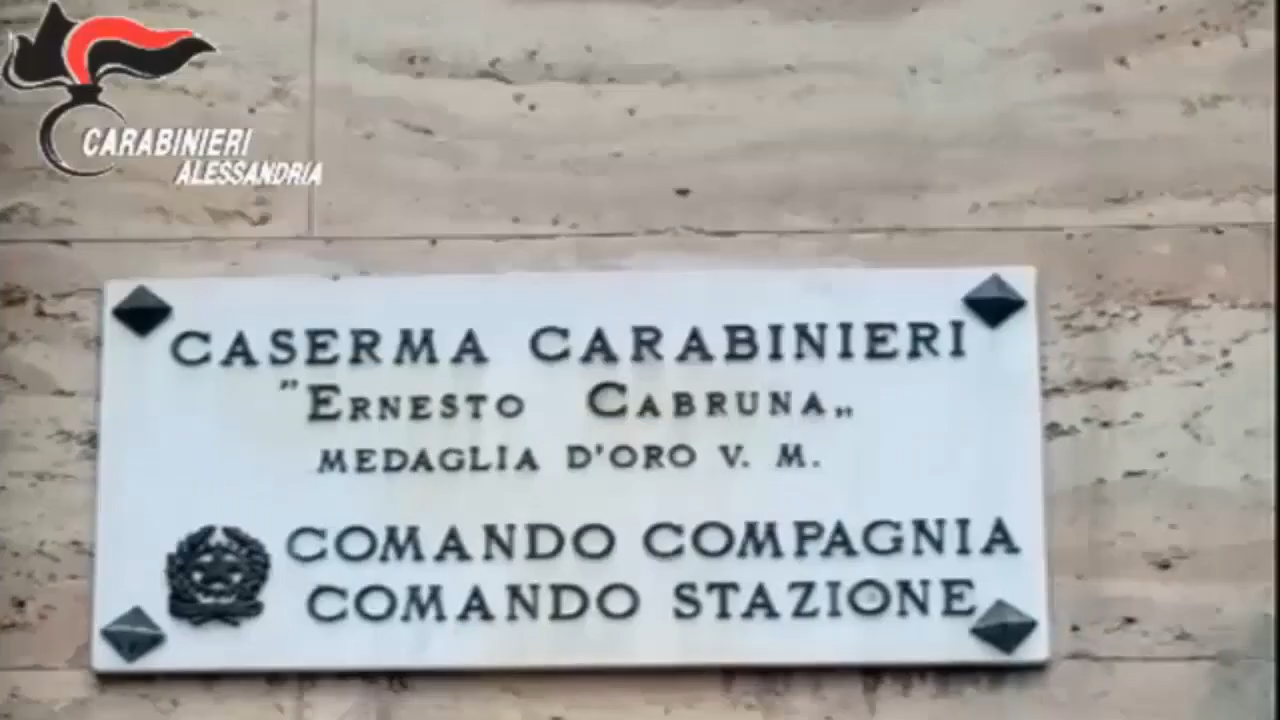 CARABINIERI
ALESSANDRIA
CASERMA CARABINIERI
"ERNESTO CABRUNA„
MEDAGLIA D'ORO V. M.
COMANDO COMPAGNIA
COMANDO STAZIONE